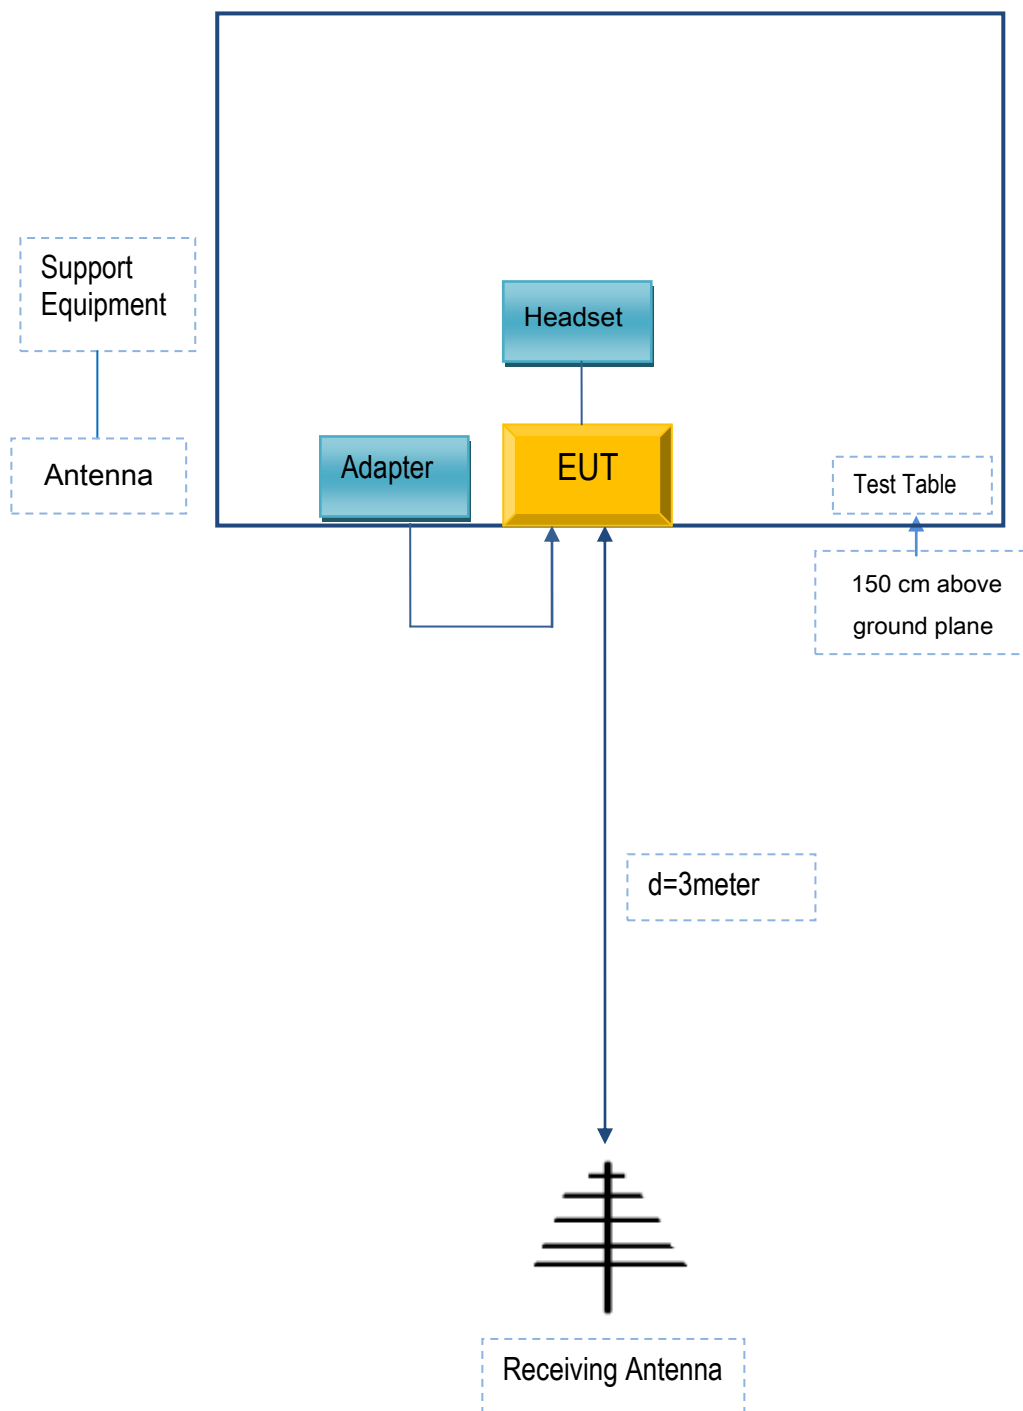 Support
Equipment
Antenna
Headset
Adapter
EUT
Test Table
150 cm above
ground plane
d=3meter
Receiving Antenna